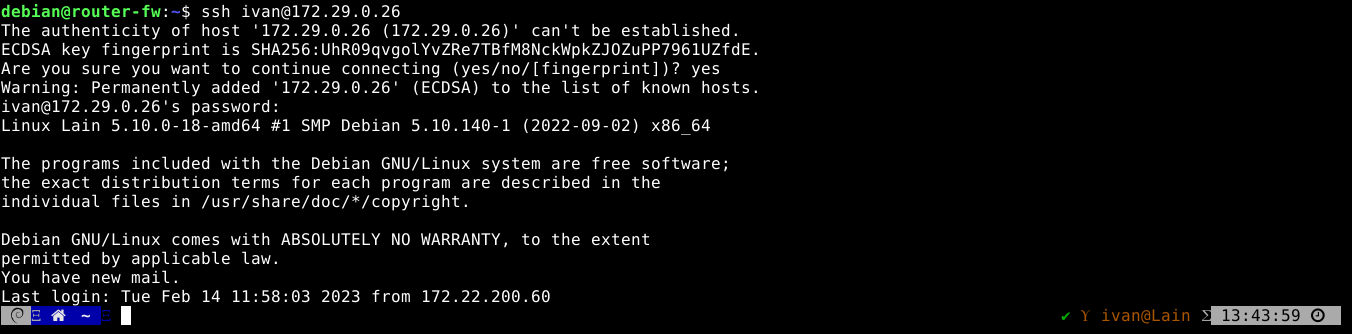 debian@router-fw:~$ ssh ivan@172.29.0.26
The authenticity of host '172.29.0.26 (172.29.0.26)' can't be established.
ECDSA key fingerprint is SHA256:UhR09qvgolYvZRe7TBfM8NckWpkZJOZuPP7961UZfdE.
Are you sure you want to continue connecting (yes/no/[fingerprint])? yes
Warning: Permanently added '172.29.0.26' (ECDSA) to the list of known hosts.
ivan@172.29.0.26's password:
Linux Lain 5.10.0-18-amd64 #1 SMP Debian 5.10.140-1 (2022-09-02) x86_64

The programs included with the Debian GNU/Linux system are free software;
the exact distribution terms for each program are described in the
individual files in /usr/share/doc/*/copyright.

Debian GNU/Linux comes with ABSOLUTELY NO WARRANTY, to the extent
permitted by applicable law.
You have new mail.
Last login: Tue Feb 14 11:58:03 2023 from 172.22.200.60
Ξ ~ Ξ ✔ ϒ ivan@Lain Σ 13:43:59